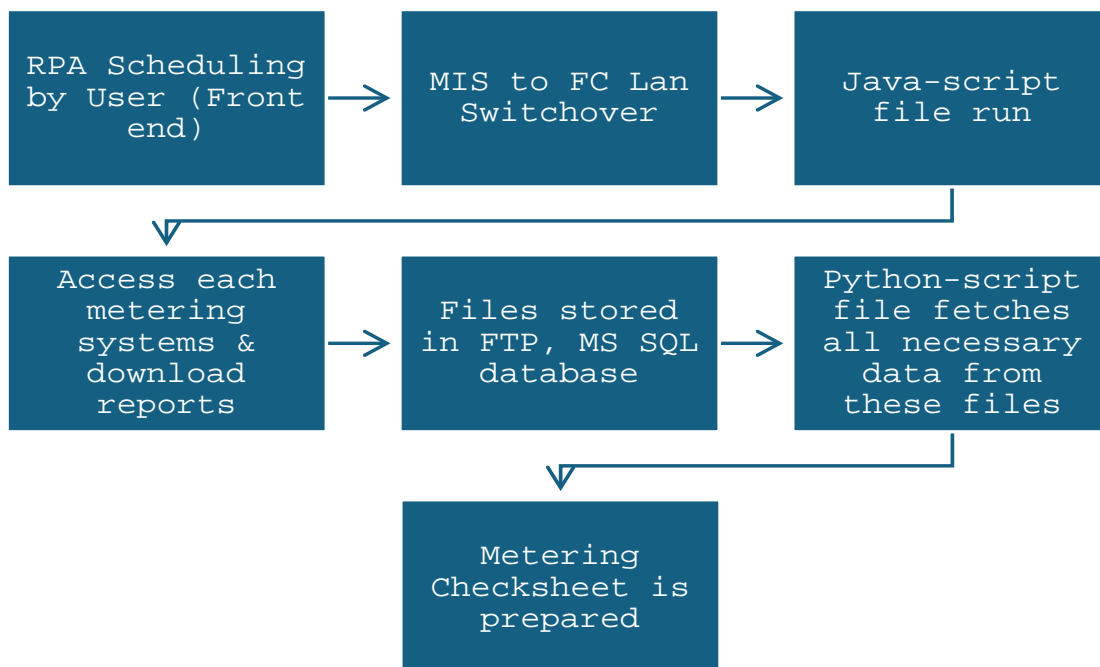 RPA Scheduling
by User (Front
end)
MIS to FC Lan
Switchover
Java-script
file run
Access each
metering
systems &
download
reports
Files stored
in FTP, MS SQL
database
Python-script
file fetches
all necessary
data from
these files
Metering
Checksheet is
prepared